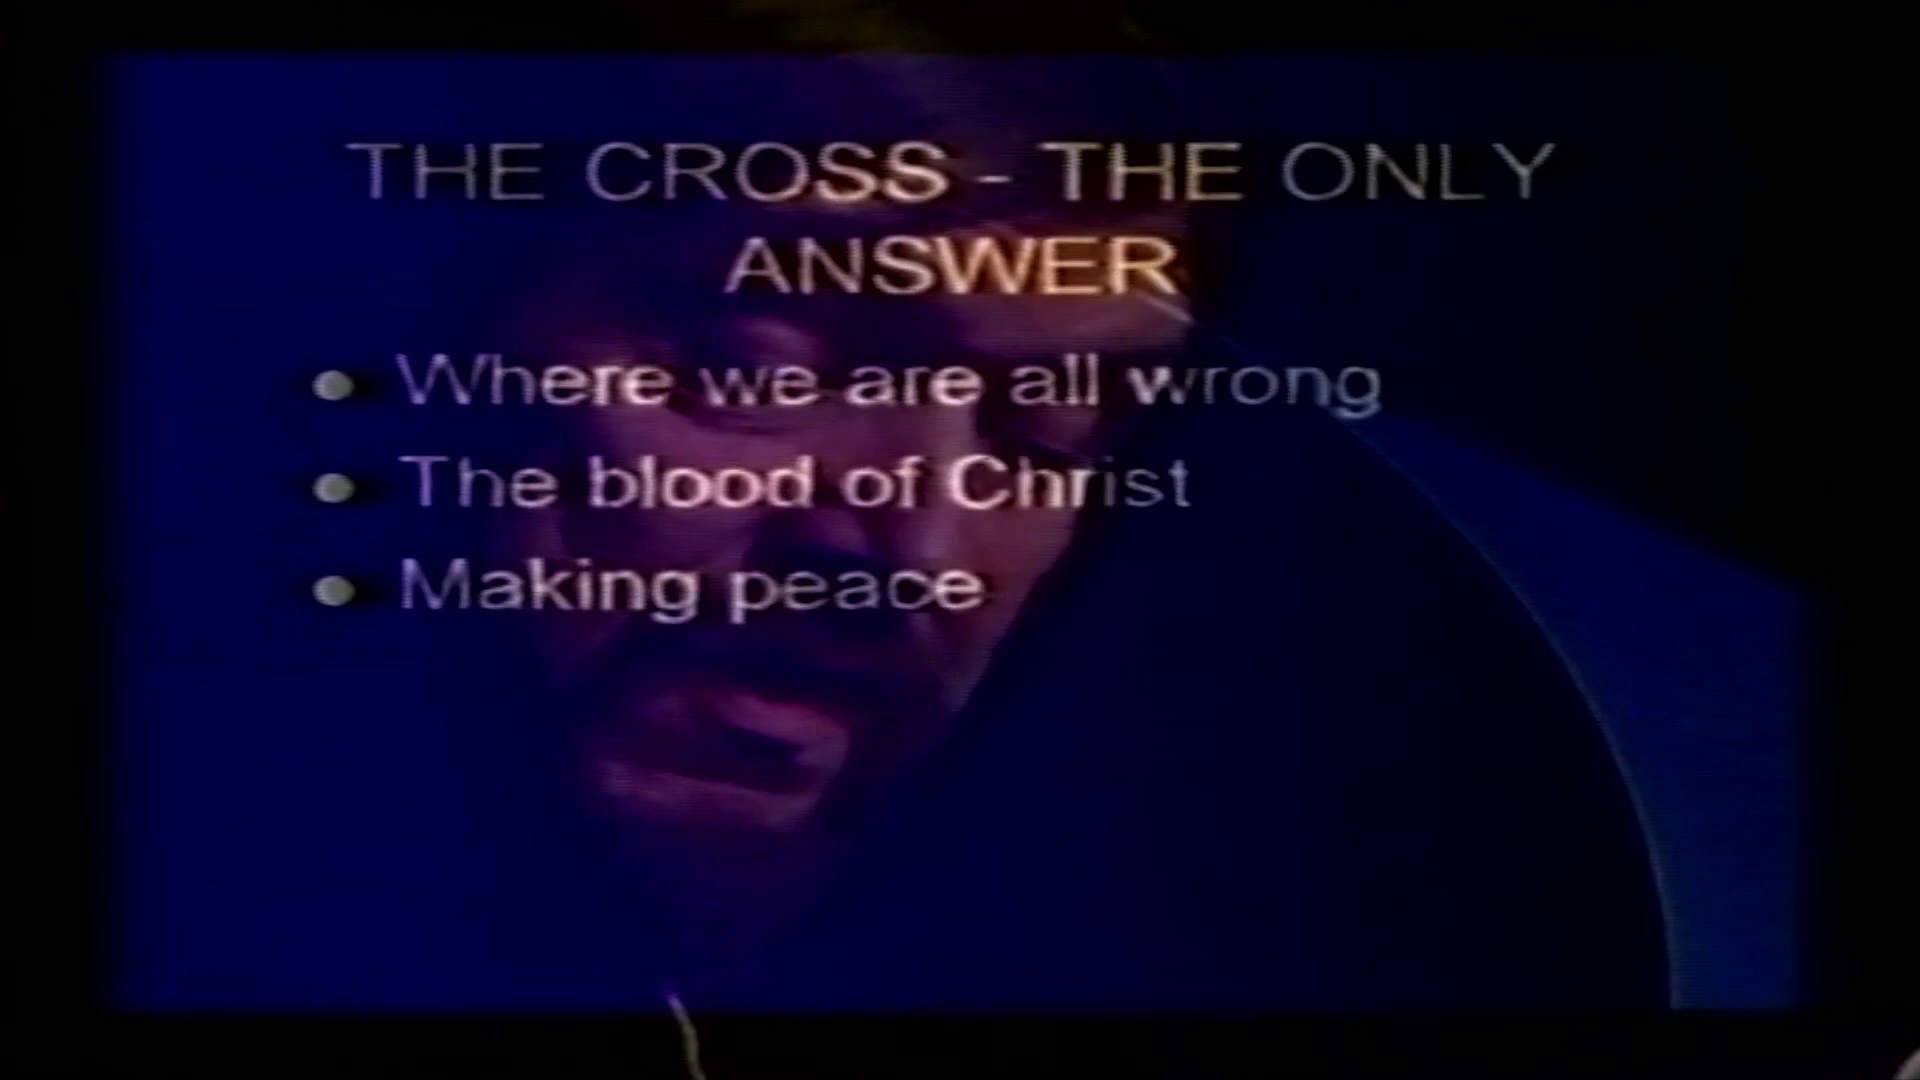 THE CROSS - THE ONLY
ANSWER
• Where we are all wrong
• The blood of Christ
• Making peace